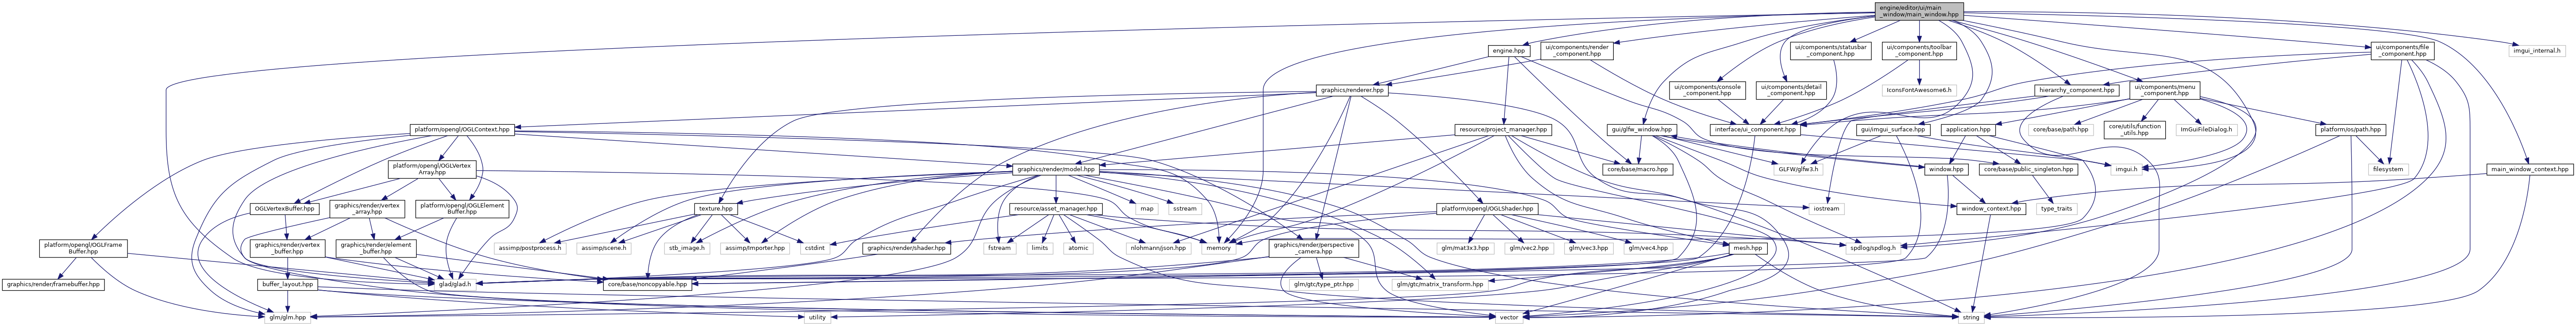 engine/editor/ui/main
_window/main_window.hpp
engine.hpp
ui/components/render
_component.hpp
ui/components/statusbar
_component.hpp
ui/components/toolbar
_component.hpp
ui/components/file
_component.hpp
imgui_internal.h
graphics/renderer.hpp
ui/components/console
_component.hpp
ui/components/detail
_component.hpp
IconsFontAwesome6.h
hierarchy_component.hpp
ui/components/menu
_component.hpp
platform/opengl/OGLContext.hpp
resource/project_manager.hpp
gui/glfw_window.hpp
interface/ui_component.hpp
gui/imgui_surface.hpp
application.hpp
core/base/path.hpp
core/utils/function
_utils.hpp
ImGuiFileDialog.h
platform/os/path.hpp
platform/opengl/OGLVertex
Array.hpp
graphics/render/model.hpp
core/base/macro.hpp
GLFW/glfw3.h
window.hpp
core/base/public_singleton.hpp
imgui.h
filesystem
main_window_context.hpp
OGLVertexBuffer.hpp
graphics/render/vertex
_array.hpp
platform/opengl/OGLElement
Buffer.hpp
texture.hpp
resource/asset_manager.hpp
map
sstream
platform/opengl/OGLShader.hpp
iostream
window_context.hpp
type_traits
platform/opengl/OGLFrame
Buffer.hpp
graphics/render/vertex
_buffer.hpp
graphics/render/element
_buffer.hpp
assimp/postprocess.h
assimp/scene.h
stb_image.h
assimp/Importer.hpp
cstdint
graphics/render/shader.hpp
fstream
limits
atomic
nlohmann/json.hpp
memory
graphics/render/perspective
_camera.hpp
glm/mat3x3.hpp
glm/vec2.hpp
glm/vec3.hpp
glm/vec4.hpp
mesh.hpp
spdlog/spdlog.h
graphics/render/framebuffer.hpp
buffer_layout.hpp
glad/glad.h
core/base/noncopyable.hpp
glm/gtc/type_ptr.hpp
glm/gtc/matrix_transform.hpp
glm/glm.hpp
utility
vector
string